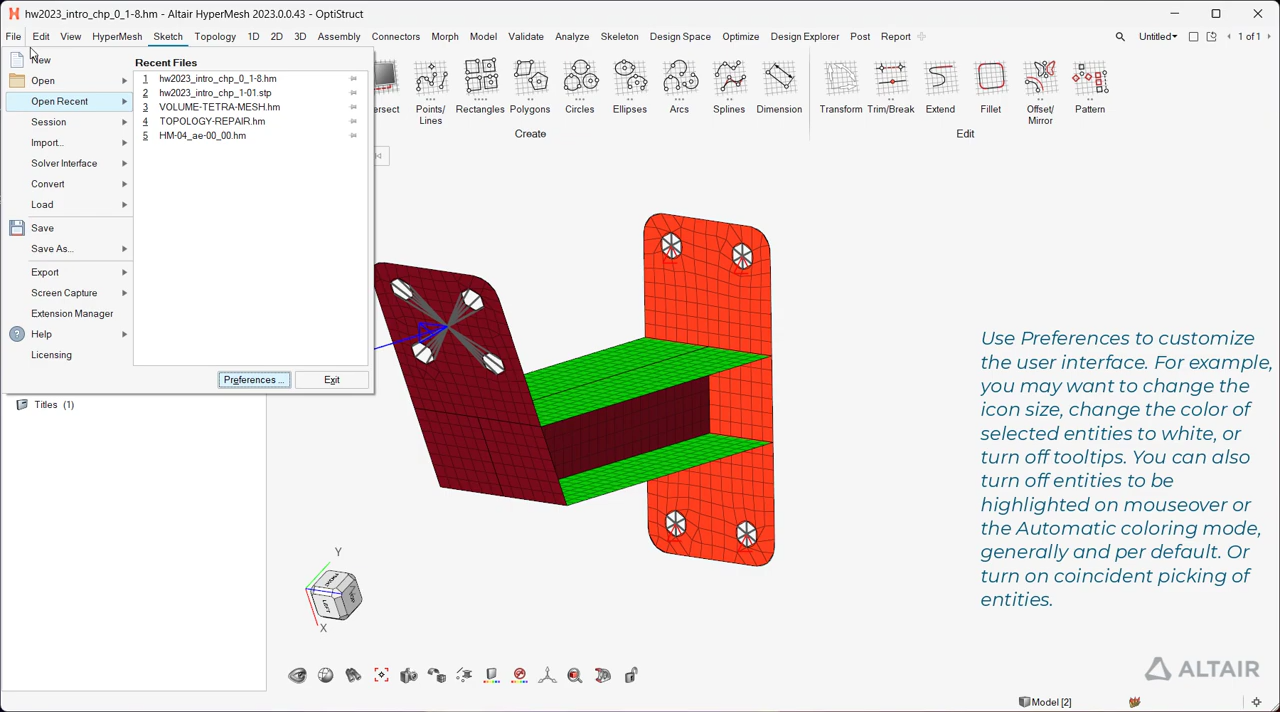 hw2023_intro_chp_0_1-8.hm - Altair HyperMesh 2023.0.0.43 - OptiStruct
File Edit View HyperMesh Sketch Topology 1D 2D 3D Assembly Connectors Morph Model Validate Analyze Skeleton Design Space Optimize Design Explorer Post Report Untitled 1 of 1
New
Open
Open Recent
Session
Import...
Solver Interface
Convert
Load
Save
Save As...
Export
Screen Capture
Extension Manager
Help
Licensing
Recent Files
1 hw2023_intro_chp_0_1-8.hm
2 hw2023_intro_chp_1-01.stp
3 VOLUME-TETRA-MESH.hm
4 TOPOLOGY-REPAIR.hm
5 HM-04_ae-00_00.hm
Preferences ... Exit
ersect Points/ Rectangles Polygons Circles Ellipses Arcs Splines Dimension Transform Trim/Break Extend Fillet Offset/ Pattern
Lines Mirror
Create Edit
Titles (1)
Use Preferences to customize
the user interface. For example,
you may want to change the
icon size, change the color of
selected entities to white, or
turn off tooltips. You can also
turn off entities to be
highlighted on mouseover or
the Automatic coloring mode,
generally and per default. Or
turn on coincident picking of
entities.
Y
LEFT
X
ALTAIR
Model [2]